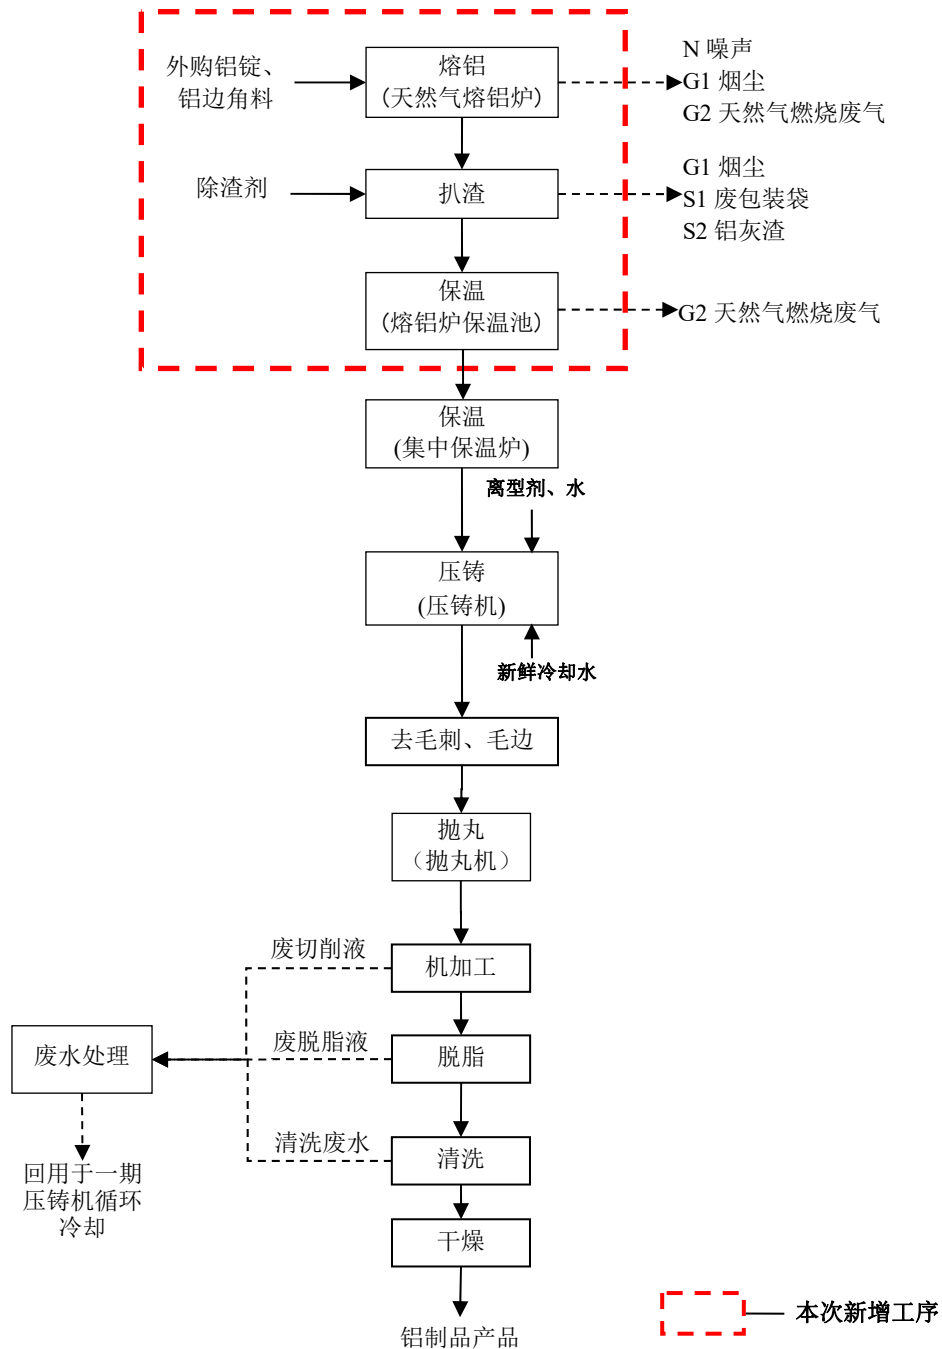 外购铝锭、
铝边角料
熔铝
(天然气熔铝炉)
N 噪声
G1 烟尘
G2 天然气燃烧废气
除渣剂
扒渣
G1 烟尘
S1 废包装袋
S2 铝灰渣
保温
(熔铝炉保温池)
G2 天然气燃烧废气
保温
(集中保温炉)
离型剂、水
压铸
(压铸机)
新鲜冷却水
去毛刺、毛边
抛丸
（抛丸机）
废切削液
机加工
废水处理
废脱脂液
脱脂
清洗废水
清洗
回用于一期
压铸机循环
冷却
干燥
铝制品产品
本次新增工序